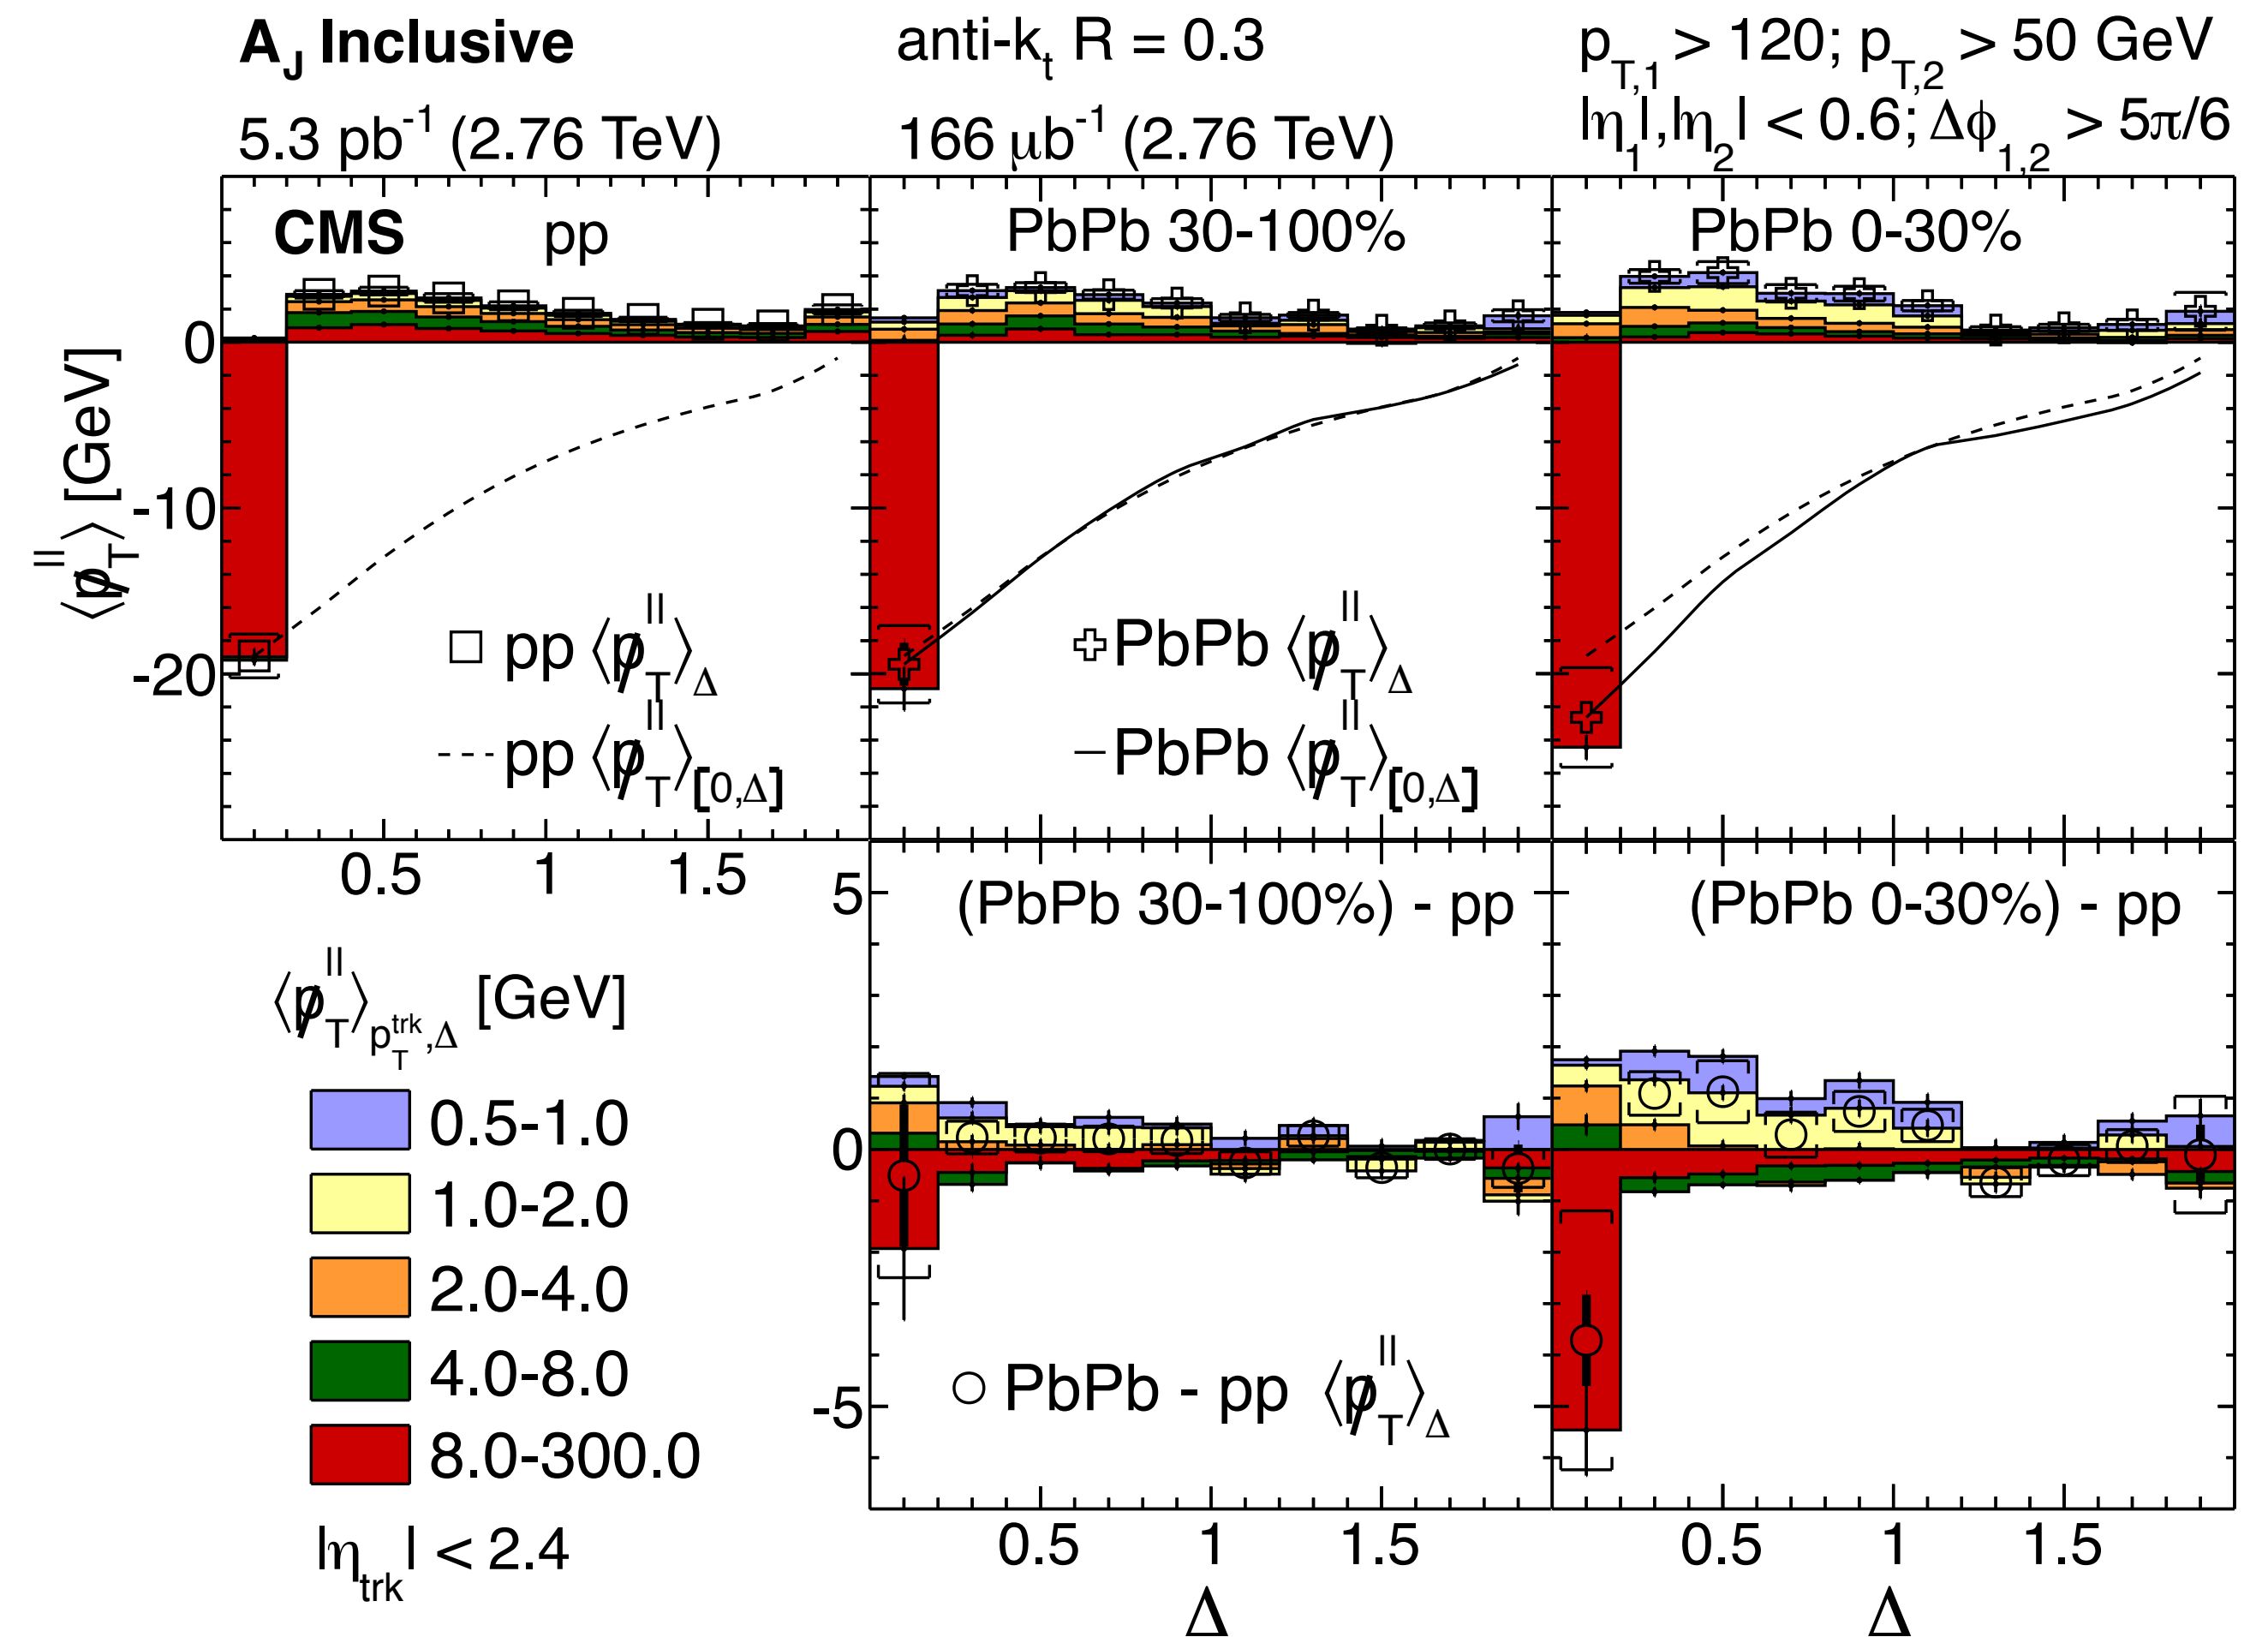 A_J Inclusive
anti-k_t R = 0.3
p_T,1 > 120; p_T,2 > 50 GeV
5.3 pb^-1 (2.76 TeV)
166 μb^-1 (2.76 TeV)
|η_1|,|η_2| < 0.6; Δϕ_1,2 > 5π/6
CMS pp
PbPb 30-100%
PbPb 0-30%
⟨p̸_T^||⟩ [GeV]
0
-10
-20
pp ⟨p̸_T^||⟩_Δ
pp ⟨p̸_T^||⟩_[0,Δ]
PbPb ⟨p̸_T^||⟩_Δ
PbPb ⟨p̸_T^||⟩_[0,Δ]
0.5 1 1.5
(PbPb 30-100%) - pp
(PbPb 0-30%) - pp
5
0
-5
⟨p̸_T^||⟩_p_T^trk,Δ [GeV]
0.5-1.0
1.0-2.0
2.0-4.0
4.0-8.0
8.0-300.0
|η_trk| < 2.4
PbPb - pp ⟨p̸_T^||⟩_Δ
0.5 1 1.5
0.5 1 1.5
Δ
Δ